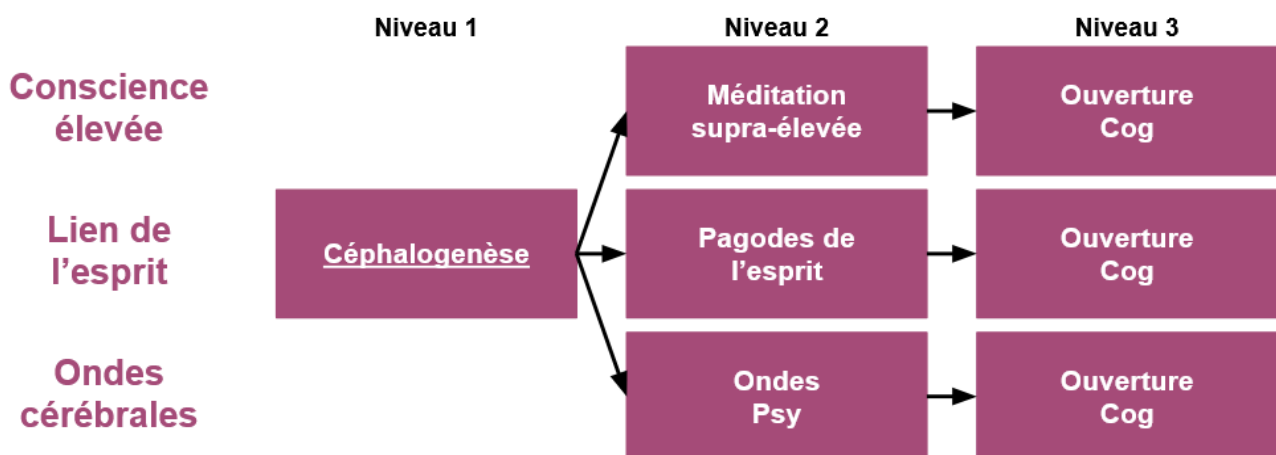 Niveau 1
Niveau 2
Niveau 3
Conscience
élevée
Méditation
supra-élevée
Ouverture
Cog
Lien de
l’esprit
Céphalogenèse
Pagodes de
l’esprit
Ouverture
Cog
Ondes
cérébrales
Ondes
Psy
Ouverture
Cog